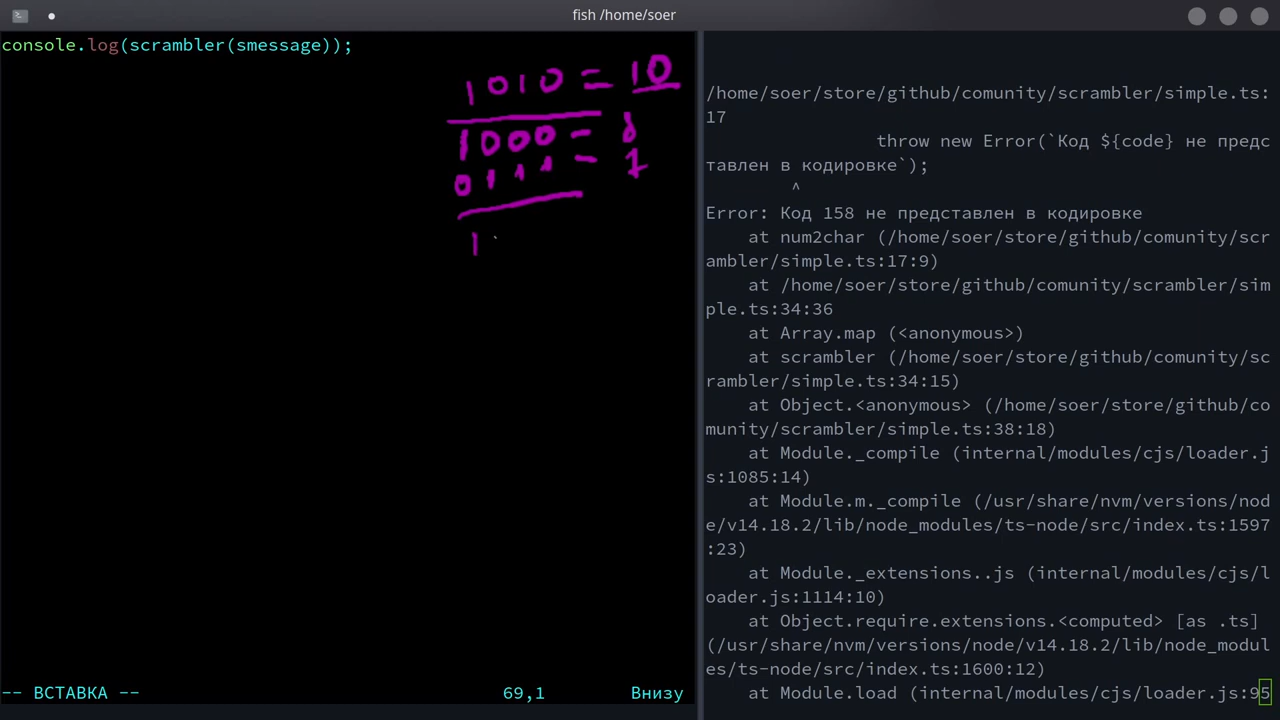 fish /home/soer
console.log(scrambler(smessage));
1010 = 10
1000 = 8
0111 = 7
1
-- ВСТАВКА --
69,1
Внизу
/home/soer/store/github/comunity/scrambler/simple.ts:
17
throw new Error(`Код ${code} не предс
тавлен в кодировке`);
^
Error: Код 158 не представлен в кодировке
at num2char (/home/soer/store/github/comunity/scr
ambler/simple.ts:17:9)
at /home/soer/store/github/comunity/scrambler/sim
ple.ts:34:36
at Array.map (<anonymous>)
at scrambler (/home/soer/store/github/comunity/sc
rambler/simple.ts:34:15)
at Object.<anonymous> (/home/soer/store/github/co
munity/scrambler/simple.ts:38:18)
at Module._compile (internal/modules/cjs/loader.j
s:1085:14)
at Module.m._compile (/usr/share/nvm/versions/nod
e/v14.18.2/lib/node_modules/ts-node/src/index.ts:1597
:23)
at Module._extensions..js (internal/modules/cjs/l
oader.js:1114:10)
at Object.require.extensions.<computed> [as .ts]
(/usr/share/nvm/versions/node/v14.18.2/lib/node_modul
es/ts-node/src/index.ts:1600:12)
at Module.load (internal/modules/cjs/loader.js:95